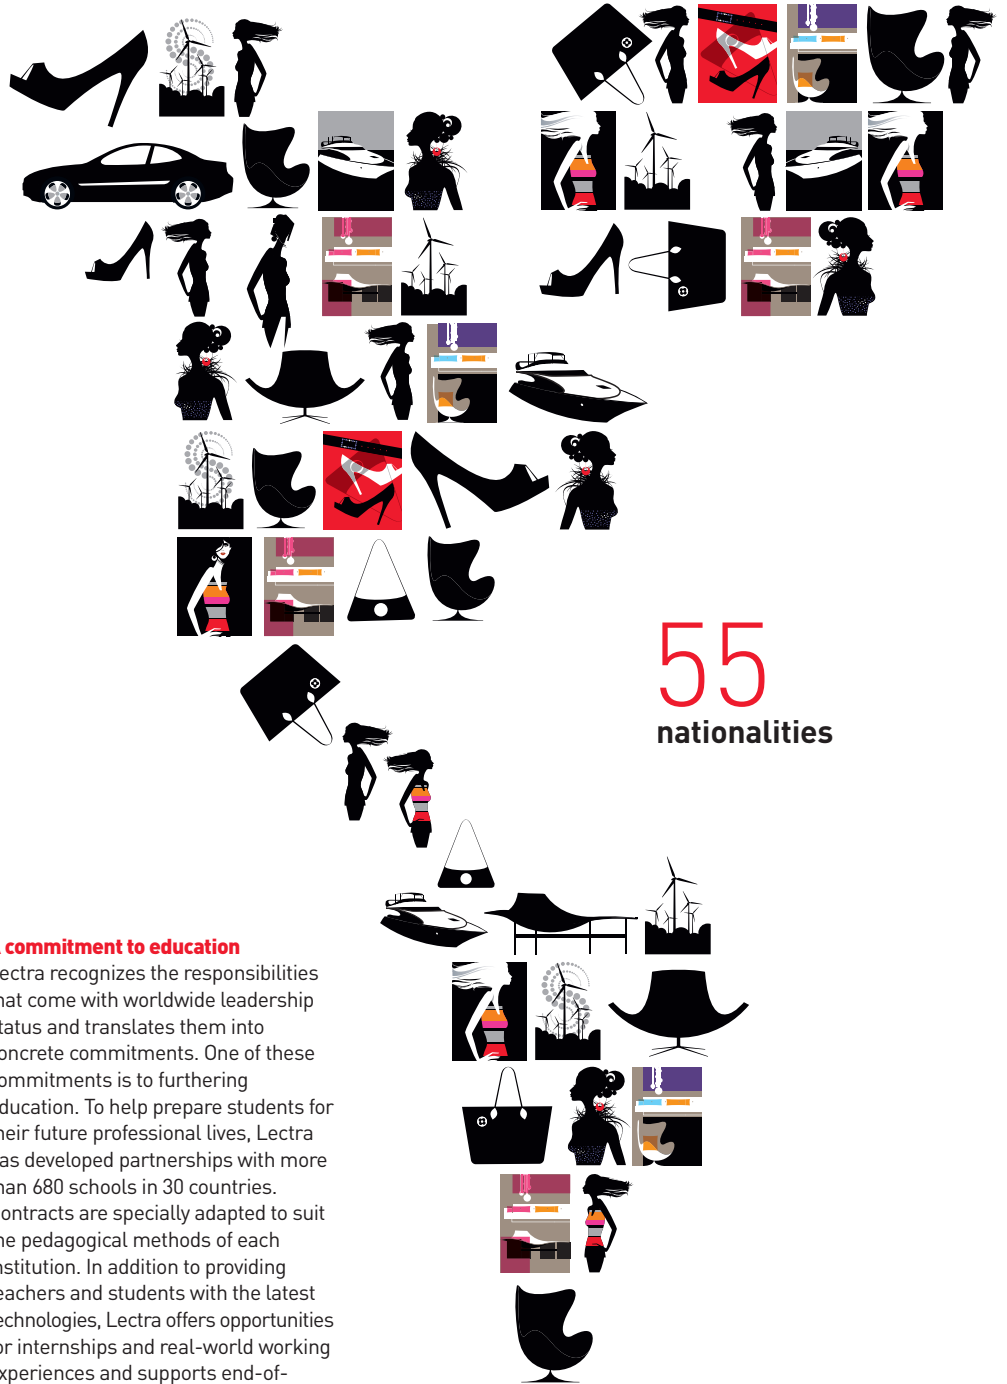 55
nationalities
commitment to education
ectra recognizes the responsibilities
hat come with worldwide leadership
tatus and translates them into
oncrete commitments. One of these
ommitments is to furthering
ducation. To help prepare students for
heir future professional lives, Lectra
as developed partnerships with more
han 680 schools in 30 countries.
ontracts are specially adapted to suit
he pedagogical methods of each
nstitution. In addition to providing
eachers and students with the latest
echnologies, Lectra offers opportunities
or internships and real-world working
xperiences and supports end-of-